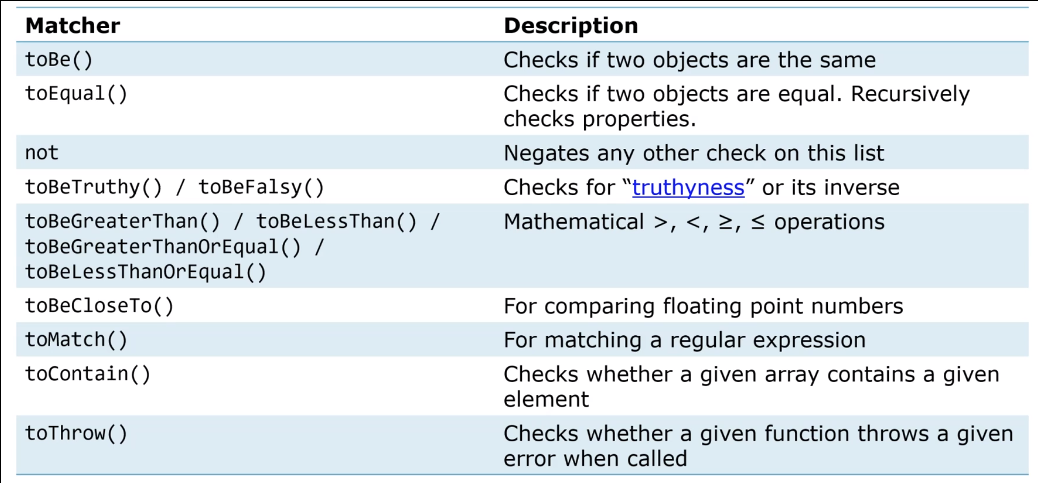 Matcher Description
toBe() Checks if two objects are the same
toEqual() Checks if two objects are equal. Recursively
checks properties.
not Negates any other check on this list
toBeTruthy() / toBeFalsy() Checks for “truthyness” or its inverse
toBeGreaterThan() / toBeLessThan() / Mathematical >, <, ≥, ≤ operations
toBeGreaterThanOrEqual() /
toBeLessThanOrEqual()
toBeCloseTo() For comparing floating point numbers
toMatch() For matching a regular expression
toContain() Checks whether a given array contains a given
element
toThrow() Checks whether a given function throws a given
error when called